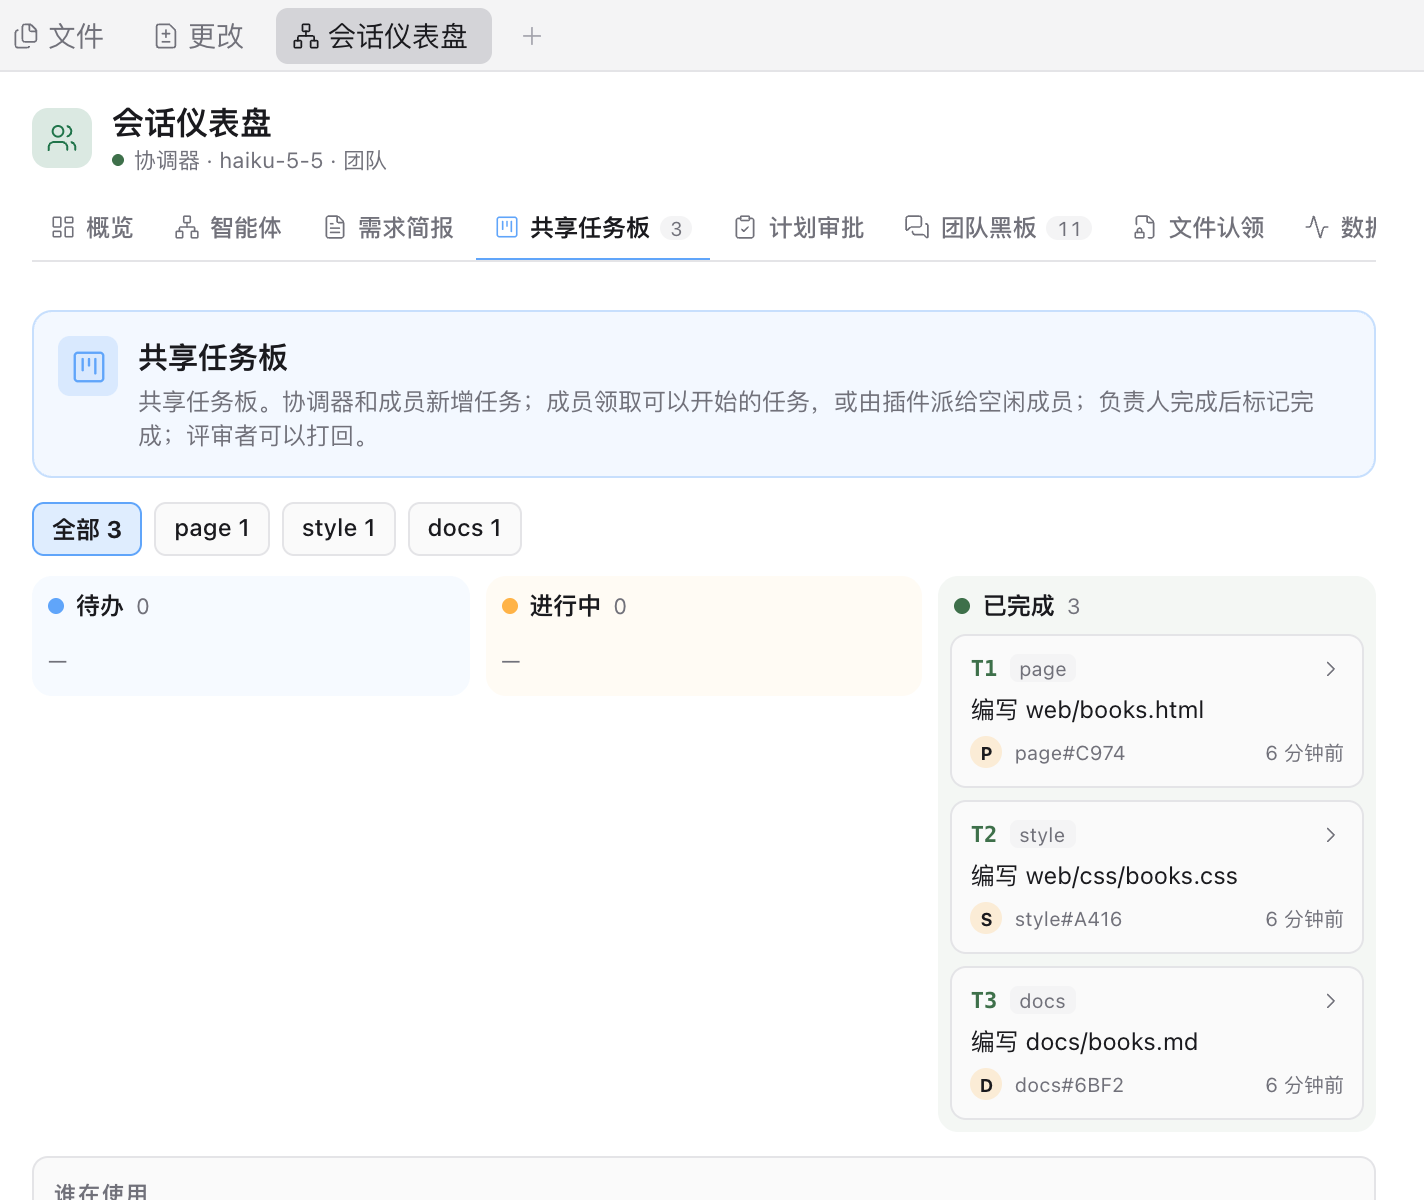 文件 更改 会话仪表盘
会话仪表盘
协调器 · haiku-5-5 · 团队
概览 智能体 需求简报 共享任务板 3 计划审批 团队黑板 11 文件认领 数据
共享任务板
共享任务板。协调器和成员新增任务；成员领取可以开始的任务，或由插件派给空闲成员；负责人完成后标记完
成；评审者可以打回。
全部 3 page 1 style 1 docs 1
待办 0
—
进行中 0
—
已完成 3
T1 page
编写 web/books.html
P page#C974 6 分钟前
T2 style
编写 web/css/books.css
S style#A416 6 分钟前
T3 docs
编写 docs/books.md
D docs#6BF2 6 分钟前
谁在使用